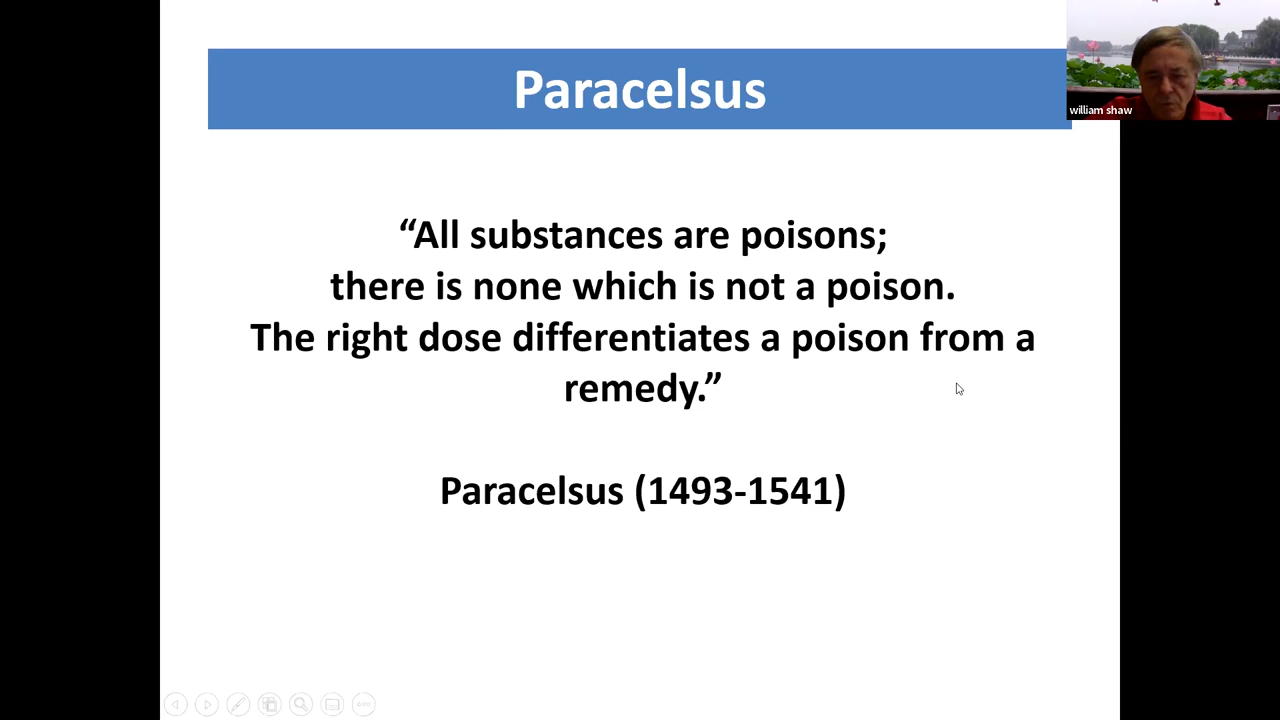 Paracelsus
william shaw
“All substances are poisons;
there is none which is not a poison.
The right dose differentiates a poison from a
remedy.”
Paracelsus (1493-1541)